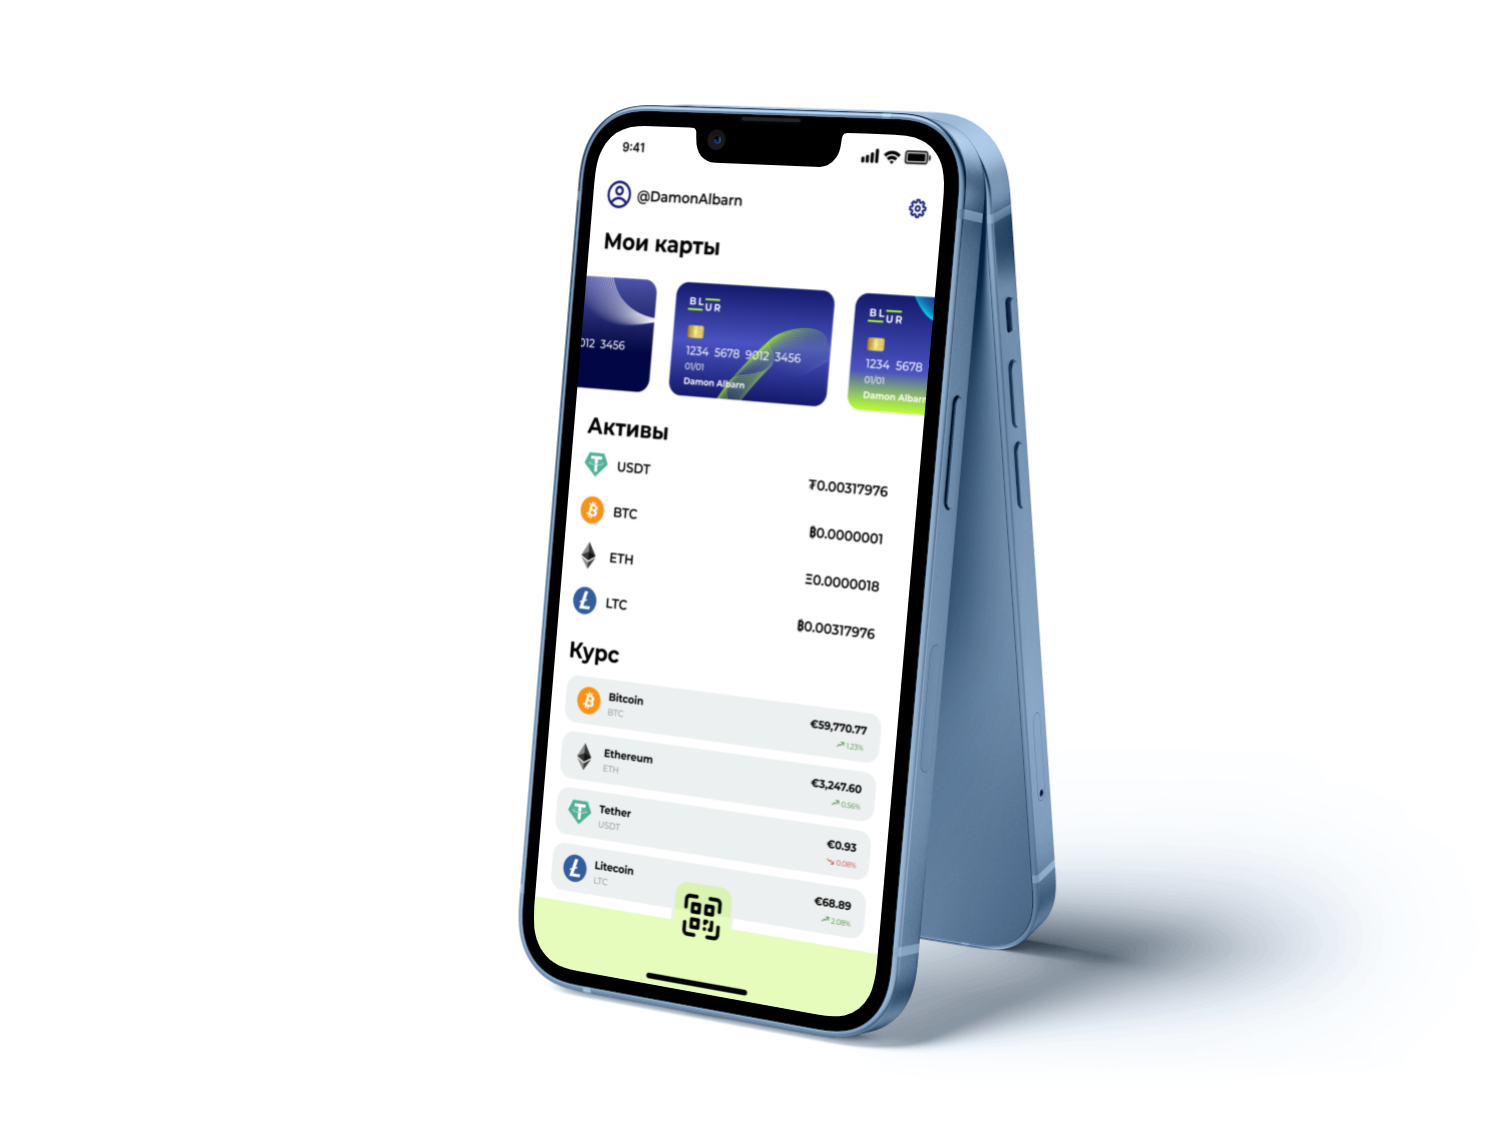 9:41
@DamonAlbarn
Мои карты
012 3456
BLUR
1234 5678 9012 3456
01/01
Damon Albarn
BLUR
1234 5678
01/01
Damon Albarn
Активы
USDT
₮0.00317976
BTC
฿0.0000001
ETH
Ξ0.0000018
LTC
฿0.00317976
Курс
Bitcoin
BTC
€59,770.77
1.23%
Ethereum
ETH
€3,247.60
0.56%
Tether
USDT
€0.93
0.08%
Litecoin
LTC
€68.89
2.08%